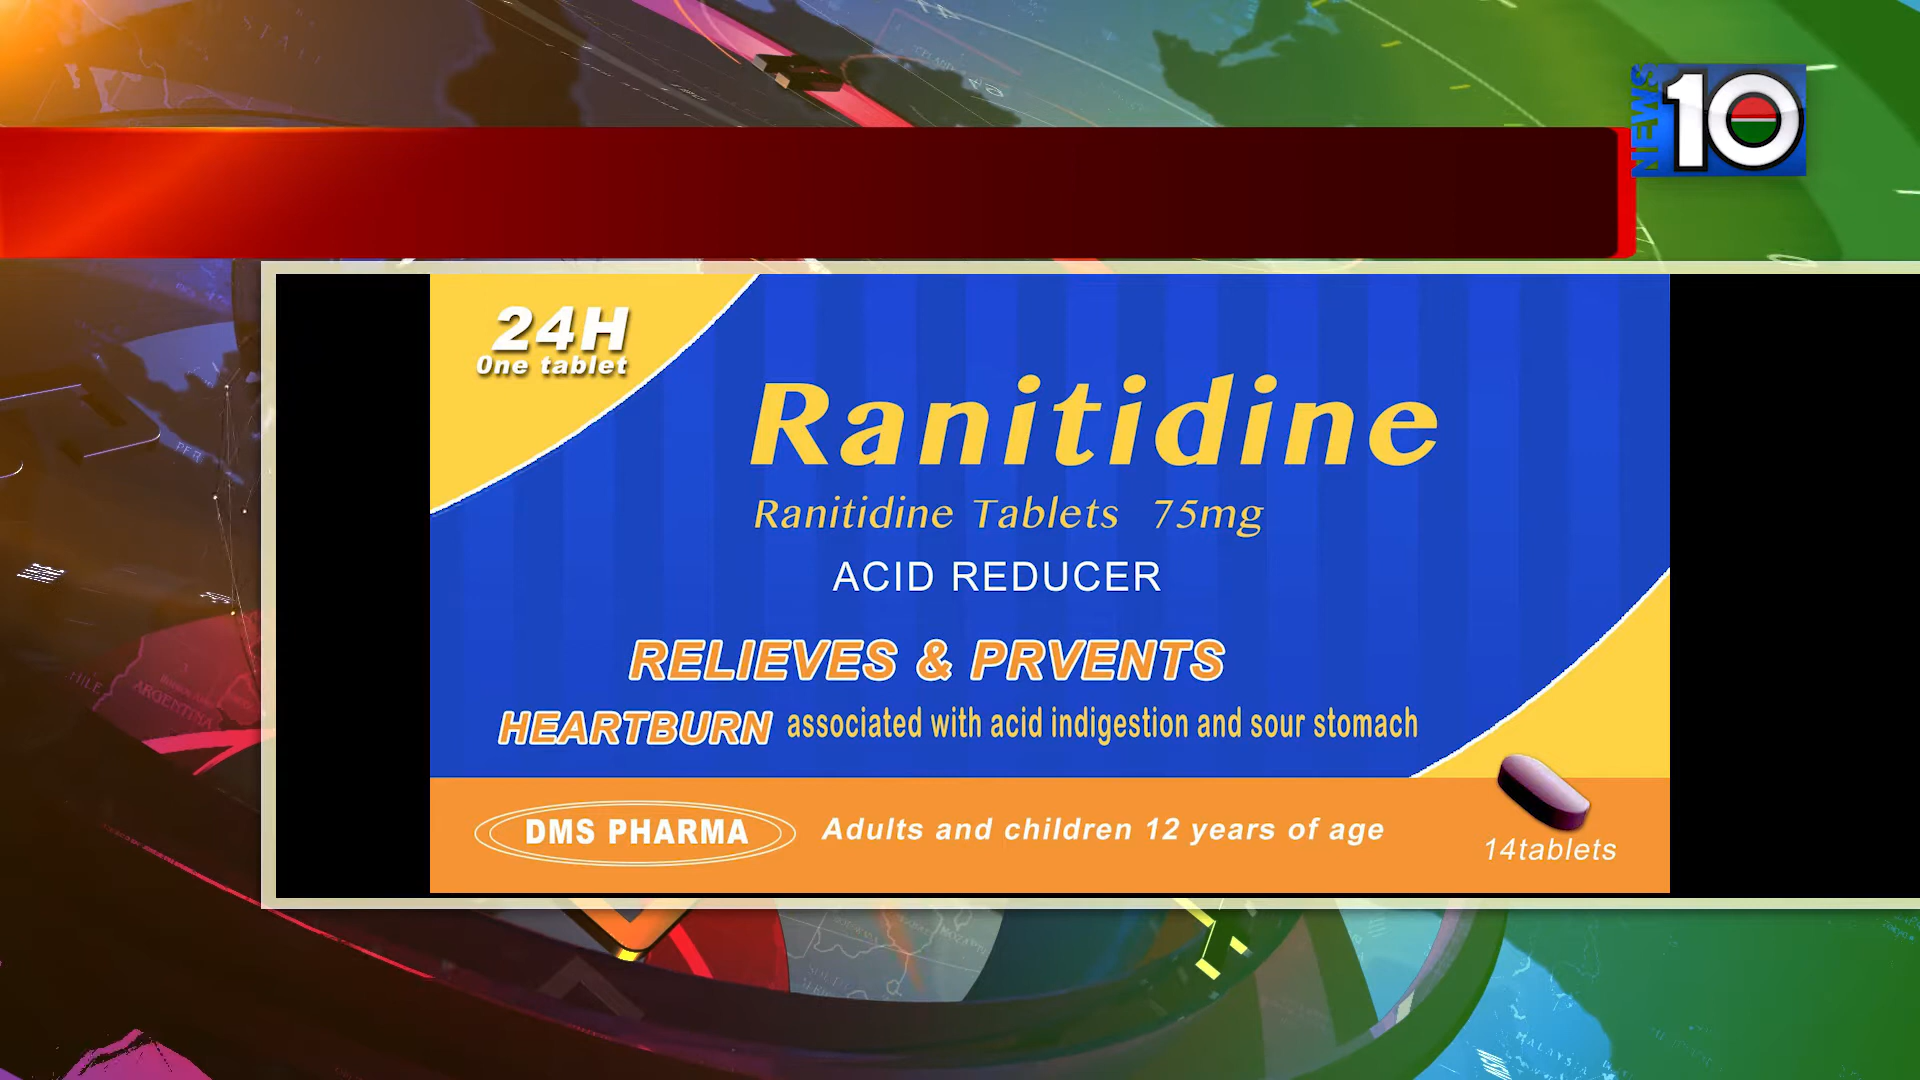 NEWS 10
24H
One tablet
Ranitidine
Ranitidine Tablets 75mg
ACID REDUCER
RELIEVES & PRVENTS
HEARTBURN associated with acid indigestion and sour stomach
DMS PHARMA
Adults and children 12 years of age
14tablets
ARGENTINA